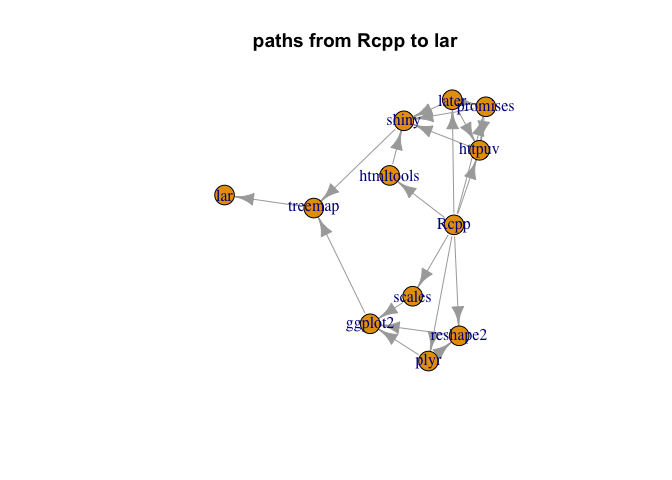 paths from Rcpp to lar
later
promises
shiny
httpuv
htmltools
lar
treemap
Rcpp
scales
ggplot2
reshape2
plyr